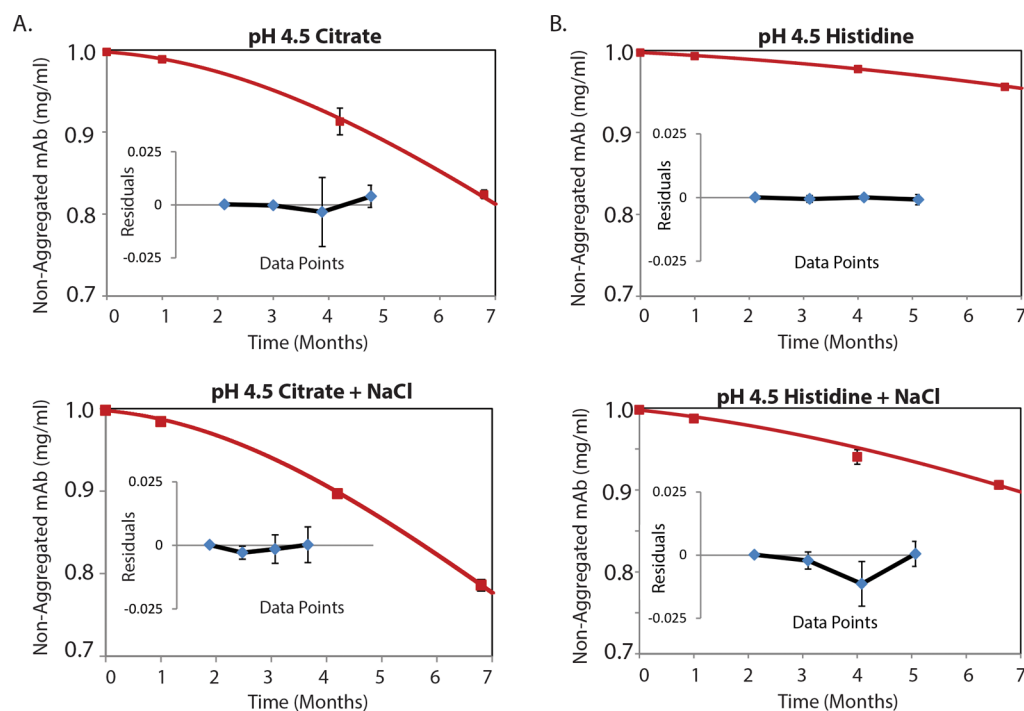 A.
pH 4.5 Citrate
Non-Aggregated mAb (mg/ml)
1.0
0.9
0.8
0.7
0.025
0
-0.025
Residuals
Data Points
0 1 2 3 4 5 6 7
Time (Months)
B.
pH 4.5 Histidine
Non-Aggregated mAb (mg/ml)
1.0
0.9
0.8
0.7
0.025
0
-0.025
Residuals
Data Points
0 1 2 3 4 5 6 7
Time (Months)
pH 4.5 Citrate + NaCl
Non-Aggregated mAb (mg/ml)
1.0
0.9
0.8
0.7
0.025
0
-0.025
Residuals
Data Points
0 1 2 3 4 5 6 7
Time (Months)
pH 4.5 Histidine + NaCl
Non-Aggregated mAb (mg/ml)
1.0
0.9
0.8
0.7
0.025
0
-0.025
Residuals
Data Points
0 1 2 3 4 5 6 7
Time (Months)